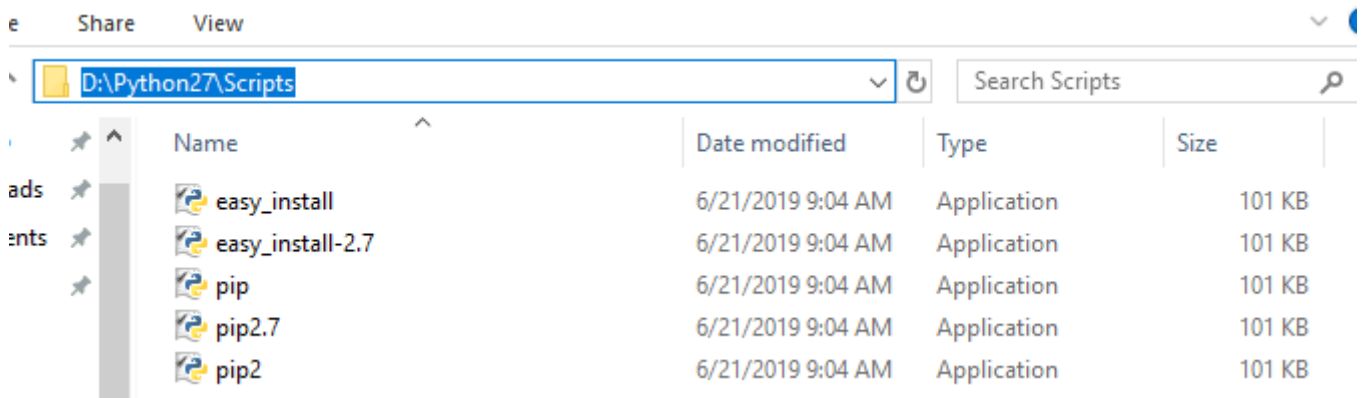 e Share View
D:\Python27\Scripts Search Scripts
Name Date modified Type Size
ads easy_install 6/21/2019 9:04 AM Application 101 KB
ents easy_install-2.7 6/21/2019 9:04 AM Application 101 KB
pip 6/21/2019 9:04 AM Application 101 KB
pip2.7 6/21/2019 9:04 AM Application 101 KB
pip2 6/21/2019 9:04 AM Application 101 KB